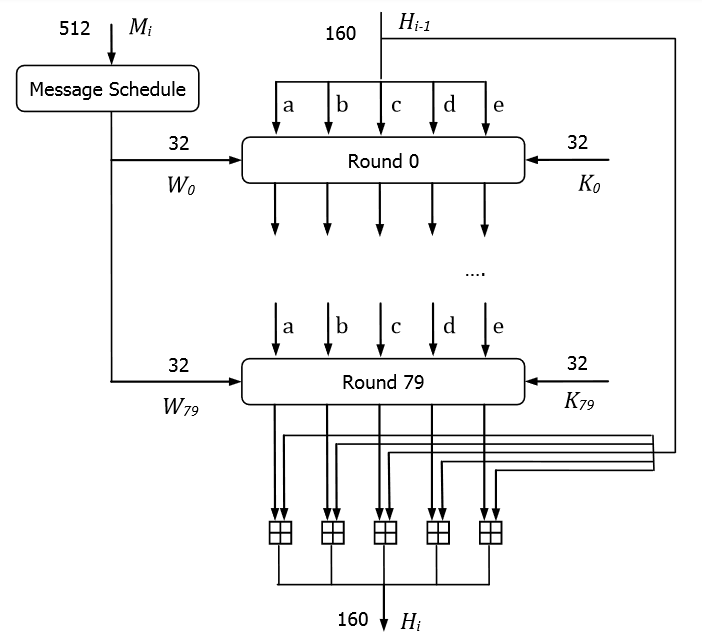 512 Mi
160 Hi-1
Message Schedule
a b c d e
32 32
Round 0
W0 K0
....
a b c d e
32 32
Round 79
W79 K79
160 Hi